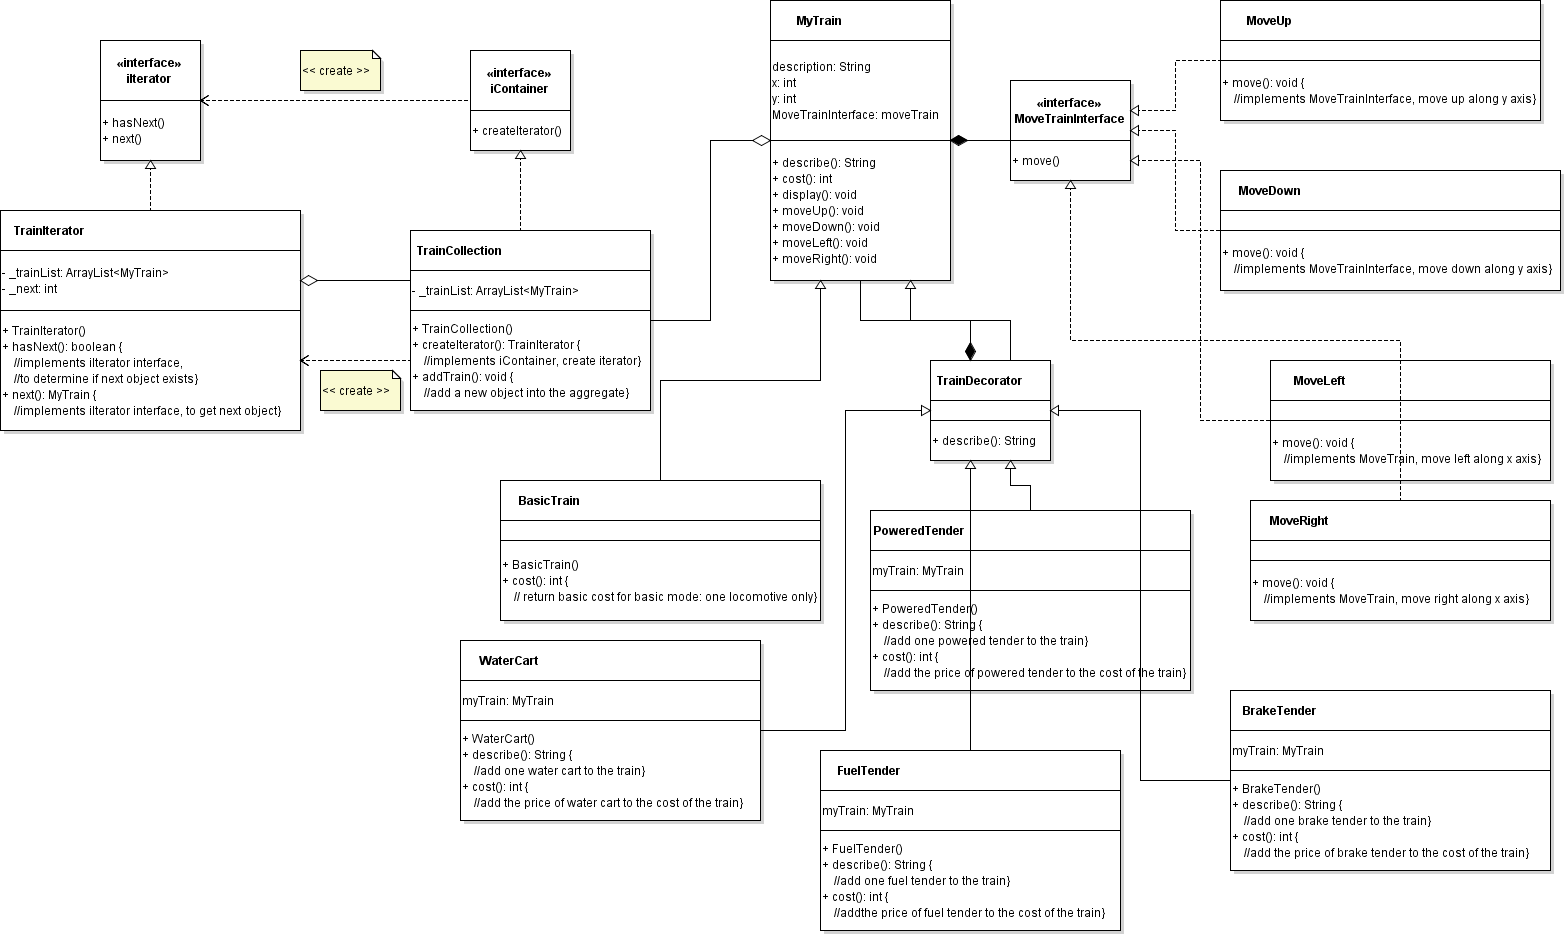 «interface»
iIterator
+ hasNext()
+ next()
<< create >>
«interface»
iContainer
+ createIterator()
MyTrain
description: String
x: int
y: int
MoveTrainInterface: moveTrain
+ describe(): String
+ cost(): int
+ display(): void
+ moveUp(): void
+ moveDown(): void
+ moveLeft(): void
+ moveRight(): void
«interface»
MoveTrainInterface
+ move()
MoveUp
+ move(): void {
//implements MoveTrainInterface, move up along y axis}
MoveDown
+ move(): void {
//implements MoveTrainInterface, move down along y axis}
TrainIterator
- _trainList: ArrayList<MyTrain>
- _next: int
+ TrainIterator()
+ hasNext(): boolean {
//implements iIterator interface,
//to determine if next object exists}
+ next(): MyTrain {
//implements iIterator interface, to get next object}
<< create >>
TrainCollection
- _trainList: ArrayList<MyTrain>
+ TrainCollection()
+ createIterator(): TrainIterator {
//implements iContainer, create iterator}
+ addTrain(): void {
//add a new object into the aggregate}
TrainDecorator
+ describe(): String
MoveLeft
+ move(): void {
//implements MoveTrain, move left along x axis}
MoveRight
+ move(): void {
//implements MoveTrain, move right along x axis}
BasicTrain
+ BasicTrain()
+ cost(): int {
// return basic cost for basic mode: one locomotive only}
PoweredTender
myTrain: MyTrain
+ PoweredTender()
+ describe(): String {
//add one powered tender to the train}
+ cost(): int {
//add the price of powered tender to the cost of the train}
WaterCart
myTrain: MyTrain
+ WaterCart()
+ describe(): String {
//add one water cart to the train}
+ cost(): int {
//add the price of water cart to the cost of the train}
FuelTender
myTrain: MyTrain
+ FuelTender()
+ describe(): String {
//add one fuel tender to the train}
+ cost(): int {
//addthe price of fuel tender to the cost of the train}
BrakeTender
myTrain: MyTrain
+ BrakeTender()
+ describe(): String {
//add one brake tender to the train}
+ cost(): int {
//add the price of brake tender to the cost of the train}